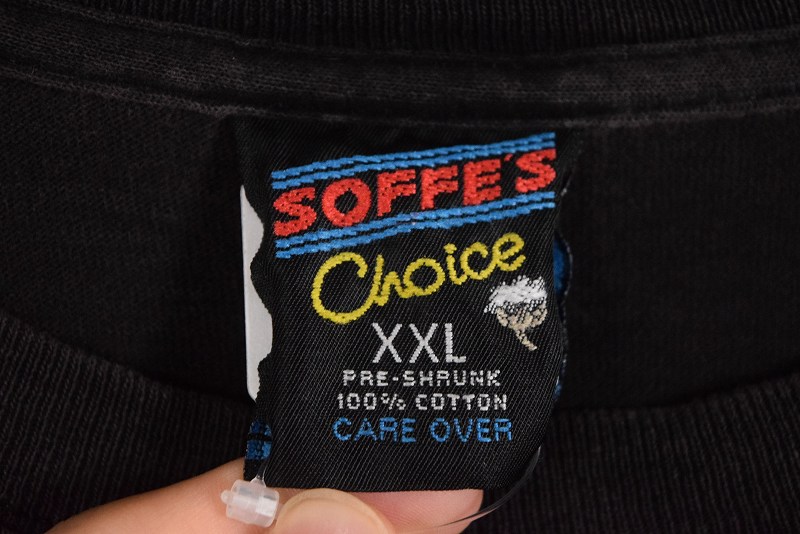 SOFFE'S
Choice
XXL
PRE-SHRUNK
100% COTTON
CARE OVER